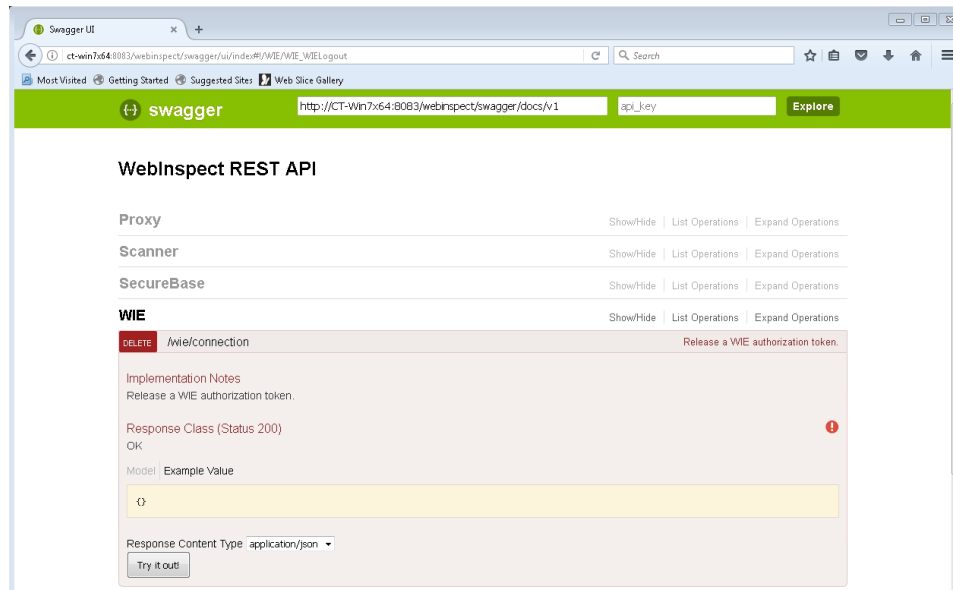 Swagger UI
ct-win7x64:8083/webinspect/swagger/ui/index#!/WIE/WIE_WIELogout
Search
Most Visited Getting Started Suggested Sites Web Slice Gallery
swagger http://CT-Win7x64:8083/webinspect/swagger/docs/v1 api_key Explore
WebInspect REST API
Proxy Show/Hide List Operations Expand Operations
Scanner Show/Hide List Operations Expand Operations
SecureBase Show/Hide List Operations Expand Operations
WIE Show/Hide List Operations Expand Operations
DELETE /wie/connection Release a WIE authorization token.
Implementation Notes
Release a WIE authorization token.
Response Class (Status 200)
OK
Model Example Value
{}
Response Content Type application/json
Try it out!